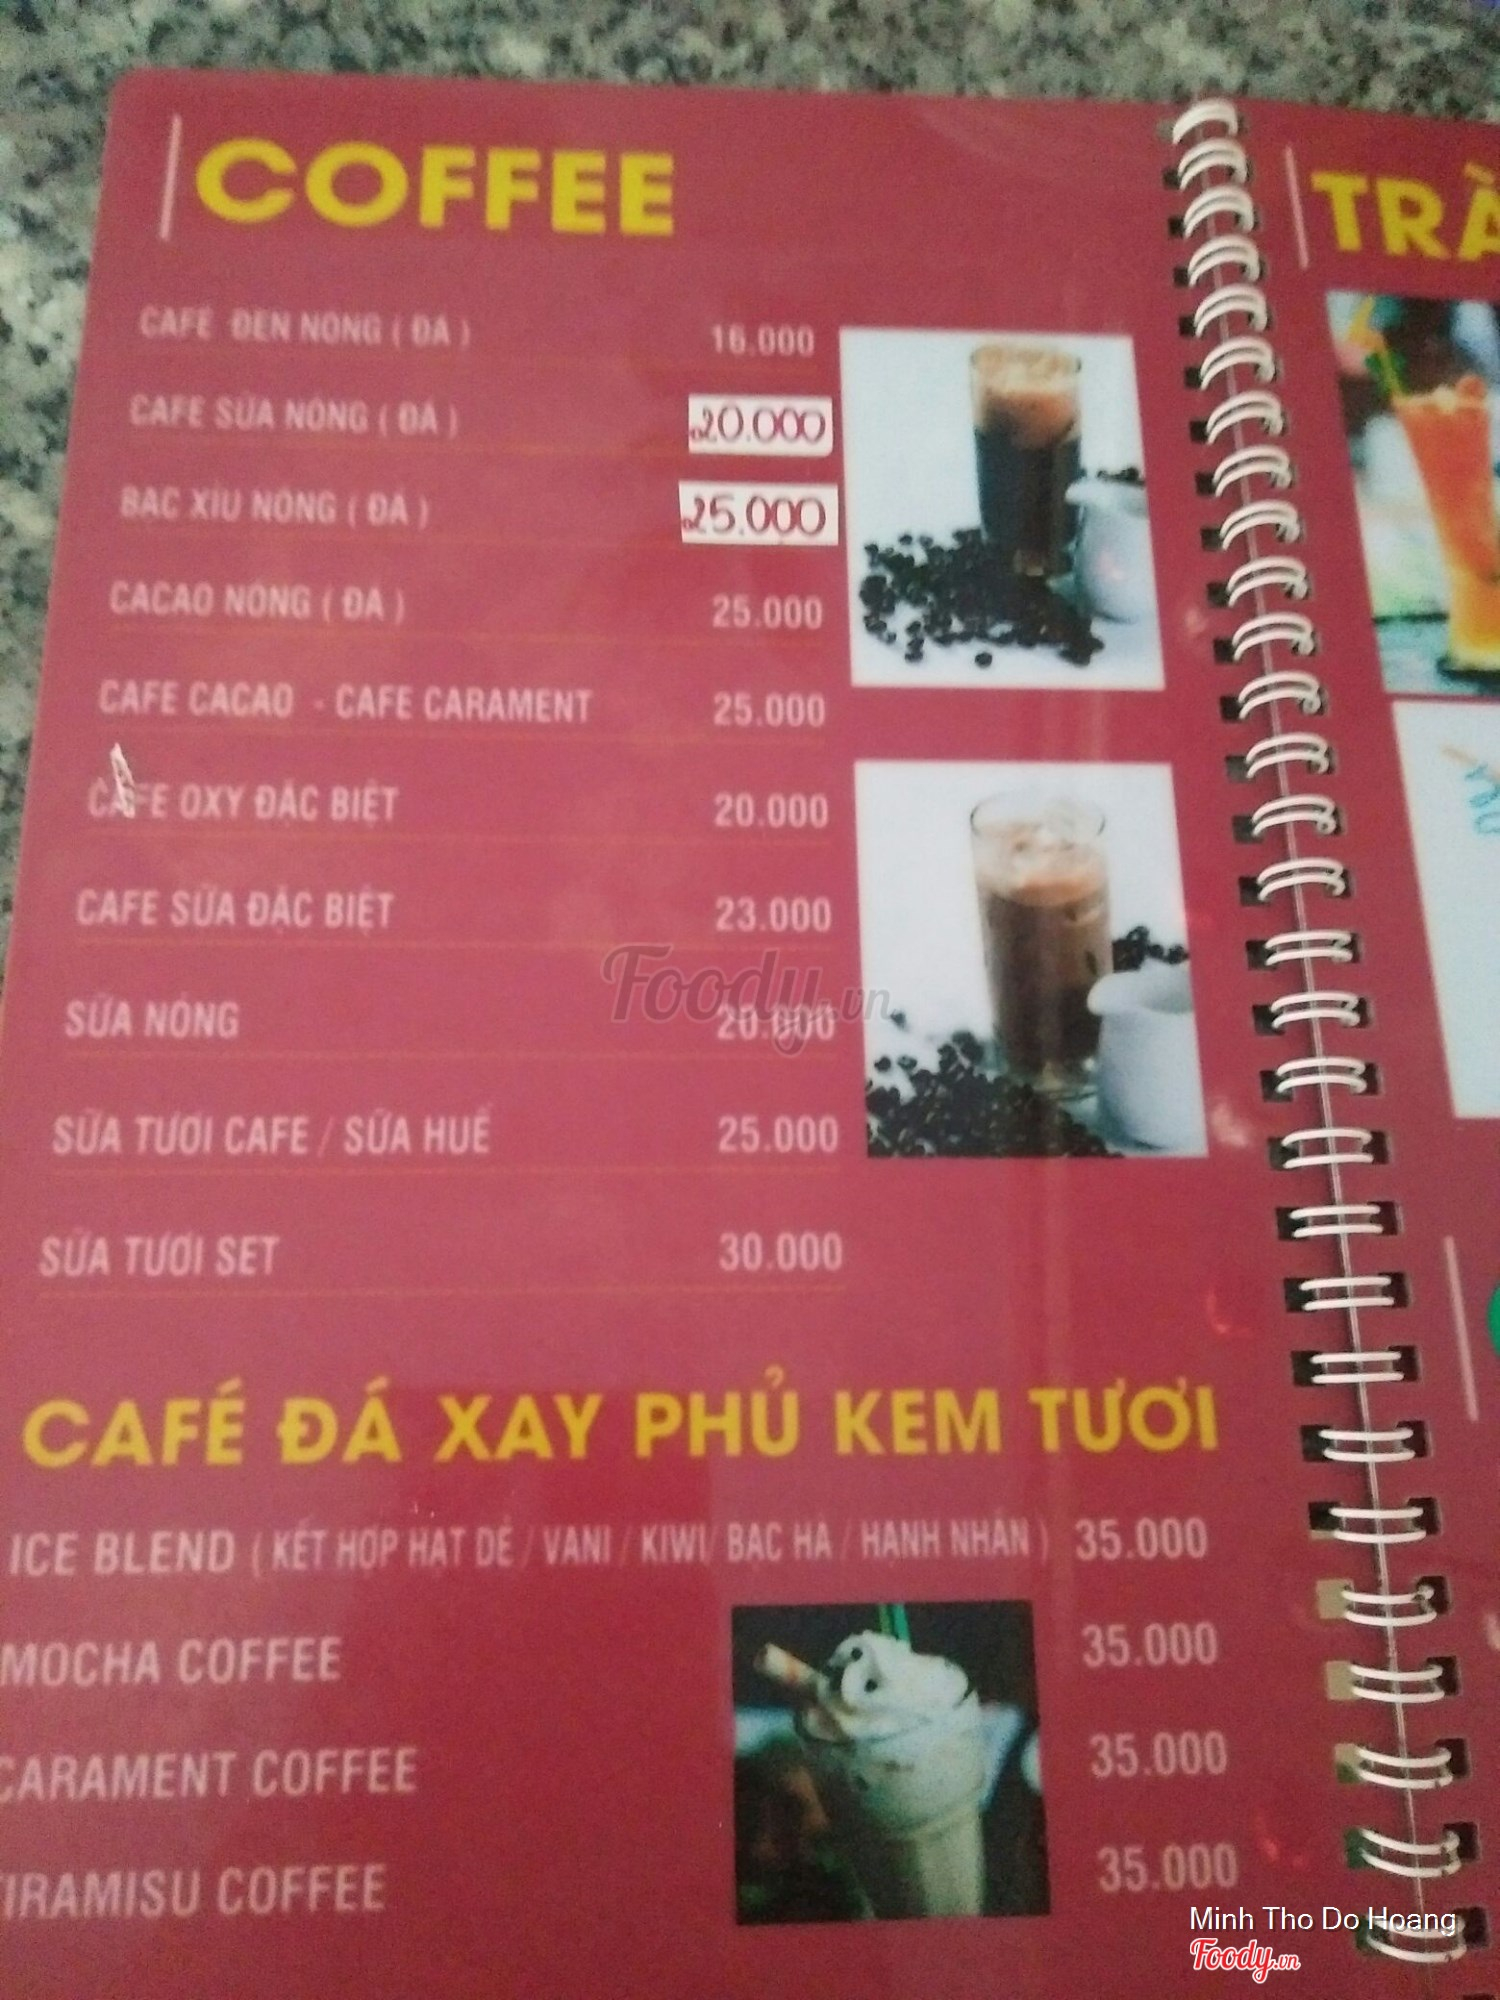 COFFEE
CAFÉ ĐEN NÓNG ( ĐÁ ) 16.000
CAFE SỮA NÓNG ( ĐÁ ) 20.000
BẠC XỈU NÓNG ( ĐÁ ) 25.000
CACAO NÓNG ( ĐÁ ) 25.000
CAFE CACAO - CAFE CARAMENT 25.000
CAFE OXY ĐẶC BIỆT 20.000
CAFE SỮA ĐẶC BIỆT 23.000
SỮA NÓNG 20.000
SỮA TƯƠI CAFE / SỮA HUẾ 25.000
SỮA TƯƠI SET 30.000
CAFÉ ĐÁ XAY PHỦ KEM TƯƠI
ICE BLEND ( KẾT HỢP HẠT DẺ / VANI / KIWI/ BẠC HÀ / HẠNH NHÂN ) 35.000
MOCHA COFFEE 35.000
CARAMENT COFFEE 35.000
TIRAMISU COFFEE 35.000
TRÀ
Foody.vn
Minh Tho Do Hoang
Foody.vn